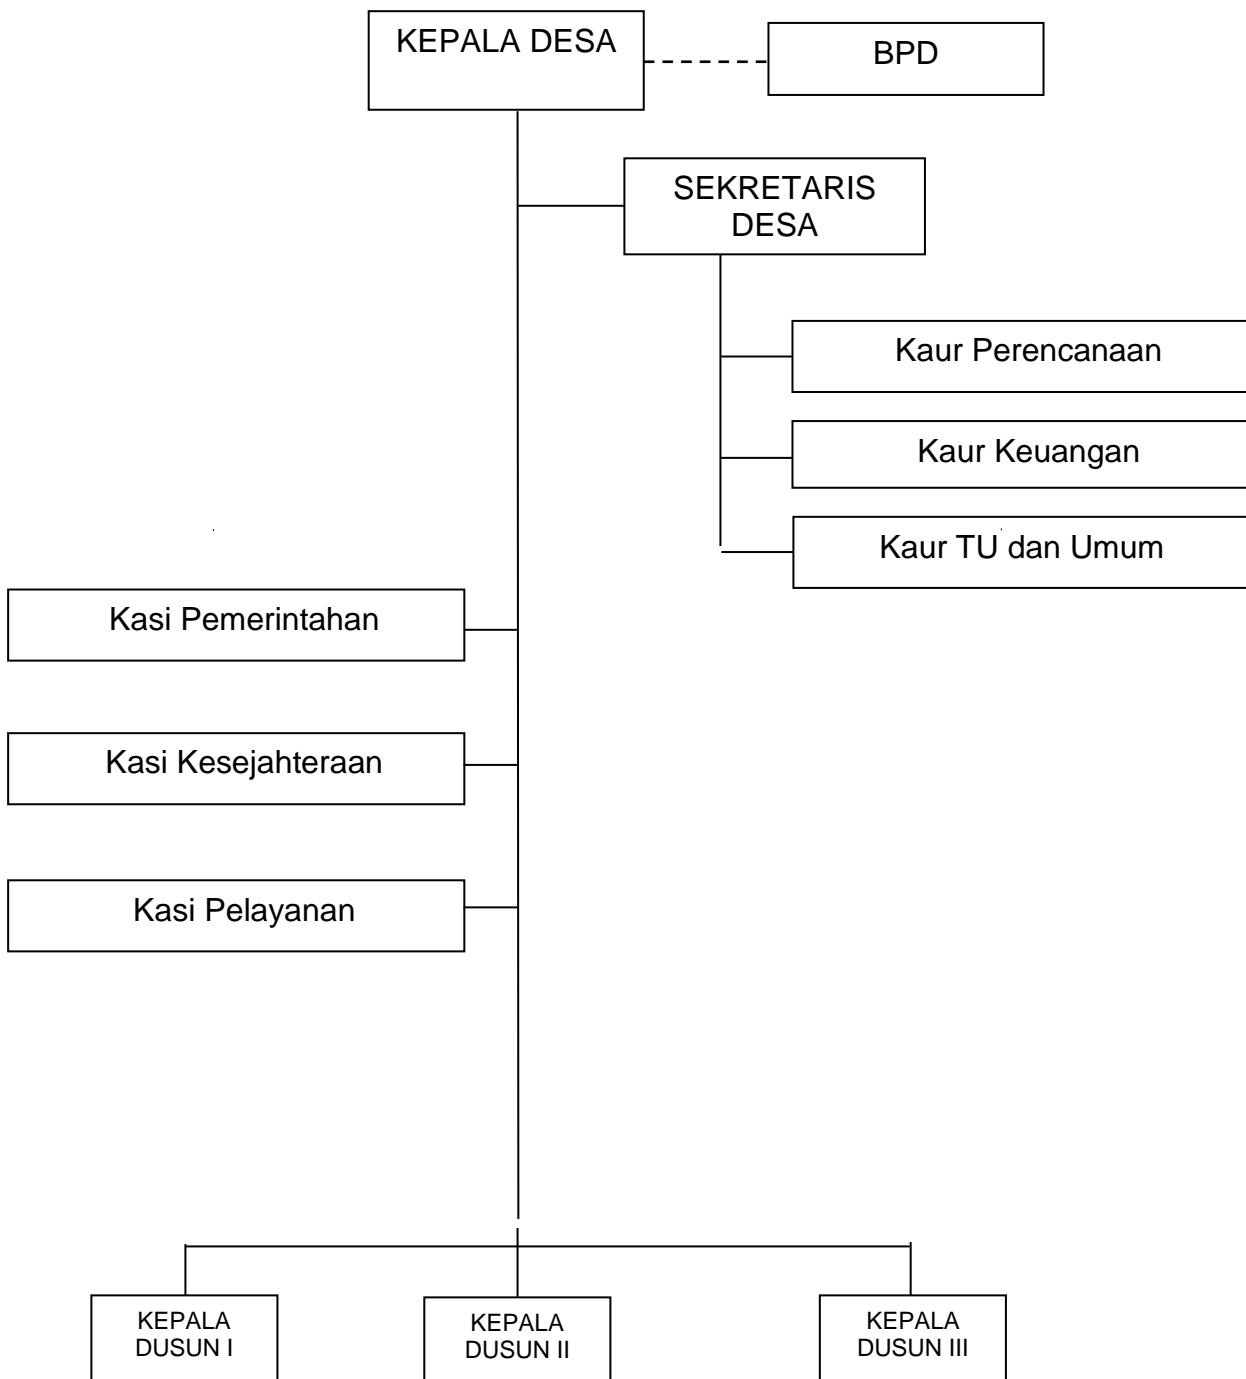 KEPALA DESA
BPD
SEKRETARIS
DESA
Kaur Perencanaan
Kaur Keuangan
Kaur TU dan Umum
Kasi Pemerintahan
Kasi Kesejahteraan
Kasi Pelayanan
KEPALA
DUSUN I
KEPALA
DUSUN II
KEPALA
DUSUN III